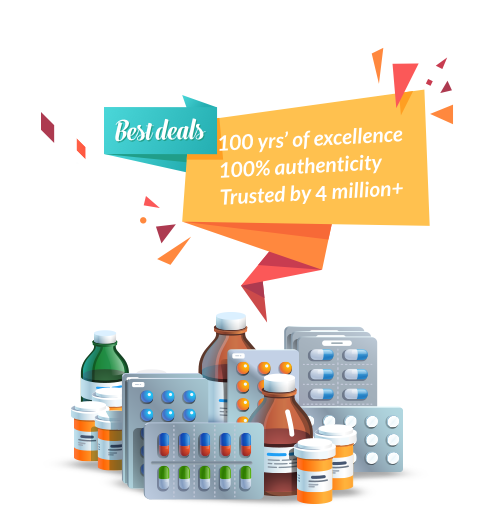 Best deals
100 yrs’ of excellence
100% authenticity
Trusted by 4 million+